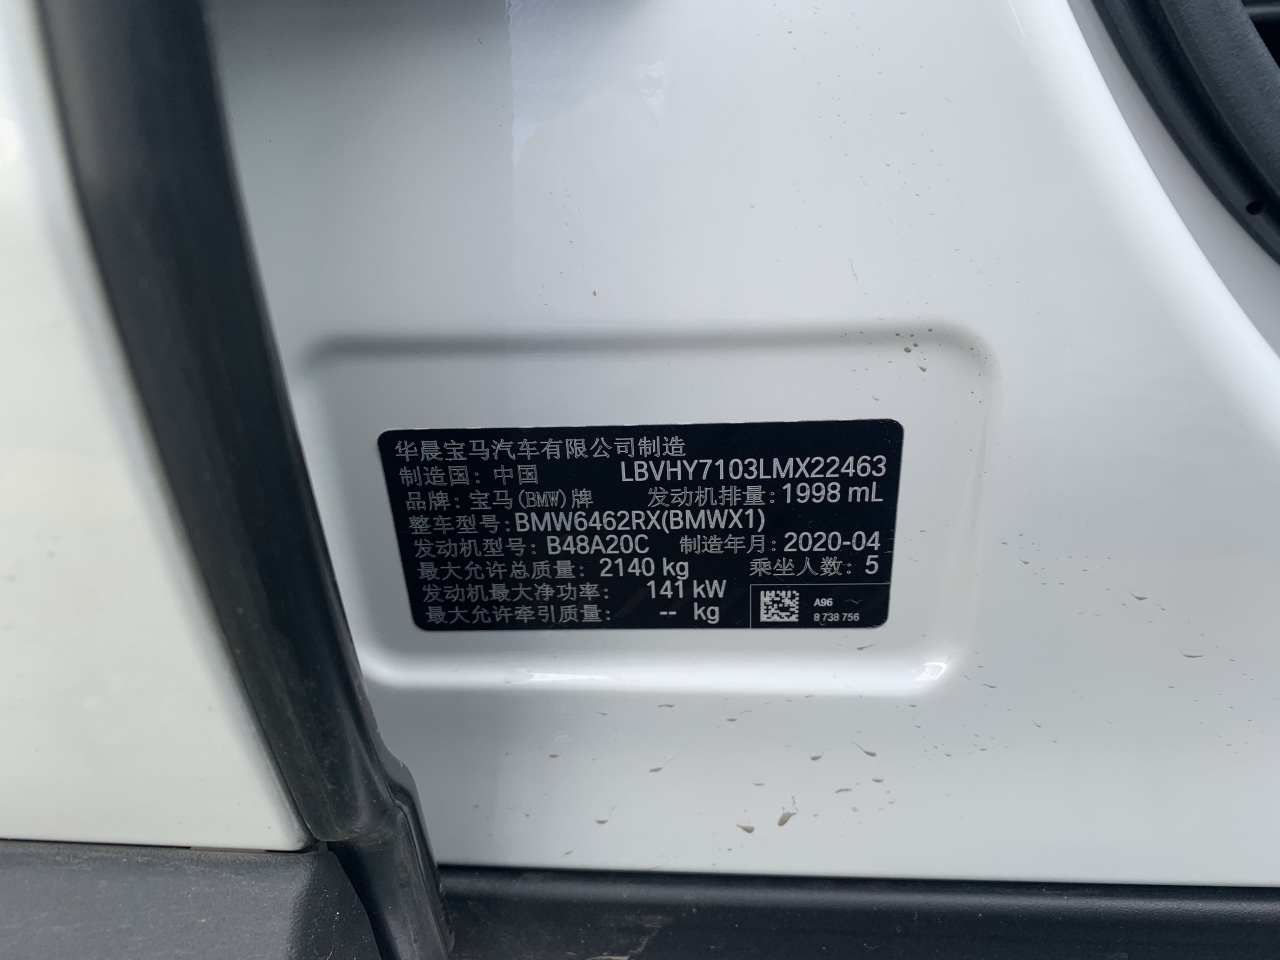 华晨宝马汽车有限公司制造
制造国: 中国 LBVHY7103LMX22463
品牌: 宝马(BMW)牌 发动机排量: 1998 mL
整车型号: BMW6462RX(BMWX1)
发动机型号: B48A20C 制造年月: 2020-04
最大允许总质量: 2140 kg 乘坐人数: 5
发动机最大净功率: 141 kW
最大允许牵引质量: -- kg
A96
8 738 756